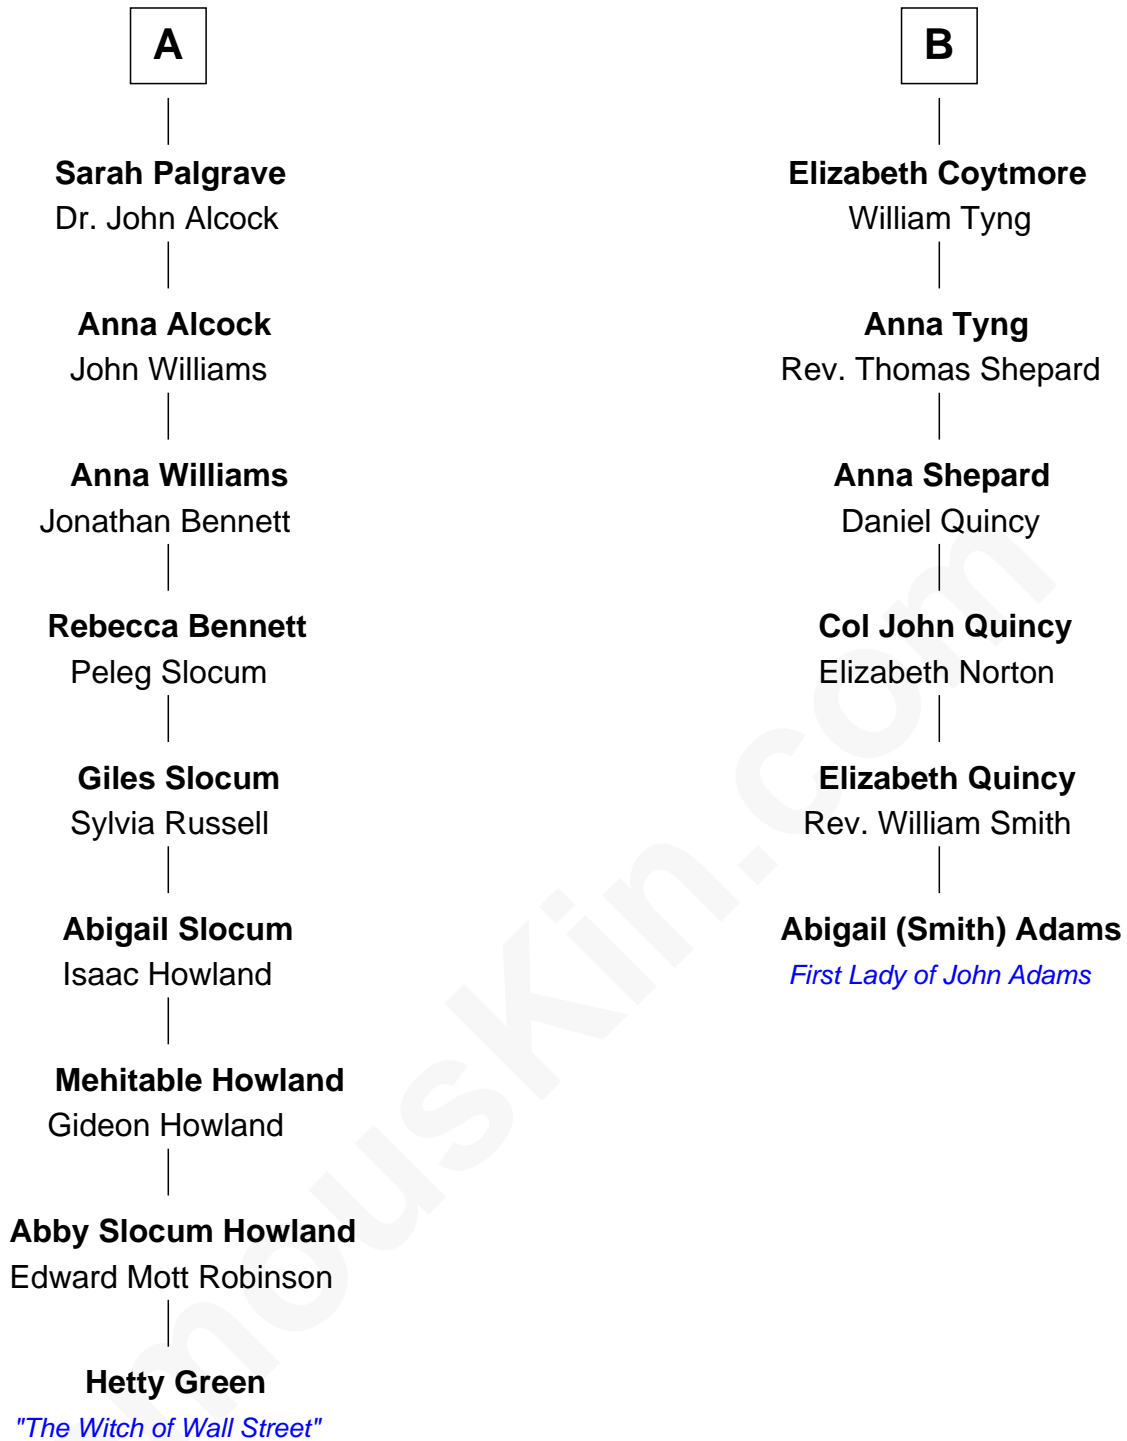 A
Sarah Palgrave
Dr. John Alcock
Anna Alcock
John Williams
Anna Williams
Jonathan Bennett
Rebecca Bennett
Peleg Slocum
Giles Slocum
Sylvia Russell
Abigail Slocum
Isaac Howland
Mehitable Howland
Gideon Howland
Abby Slocum Howland
Edward Mott Robinson
Hetty Green
"The Witch of Wall Street"
B
Elizabeth Coytmore
William Tyng
Anna Tyng
Rev. Thomas Shepard
Anna Shepard
Daniel Quincy
Col John Quincy
Elizabeth Norton
Elizabeth Quincy
Rev. William Smith
Abigail (Smith) Adams
First Lady of John Adams
mousKin.com